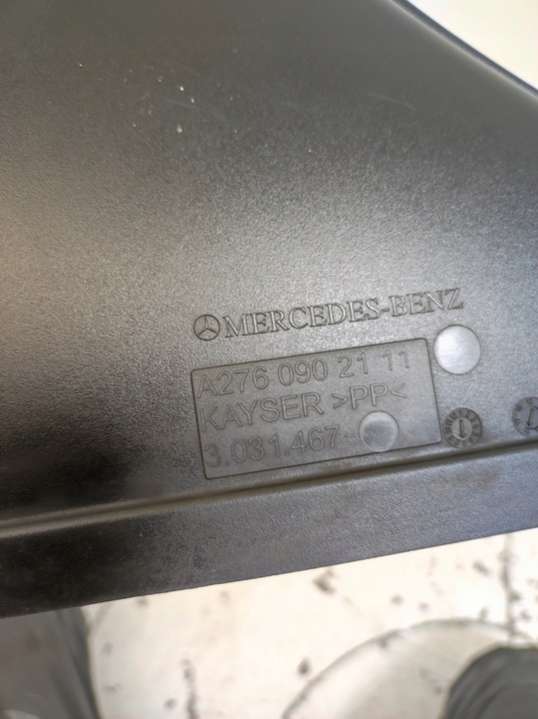 MERCEDES-BENZ
A276 090 21 11
KAYSER >PP<
3.031.467